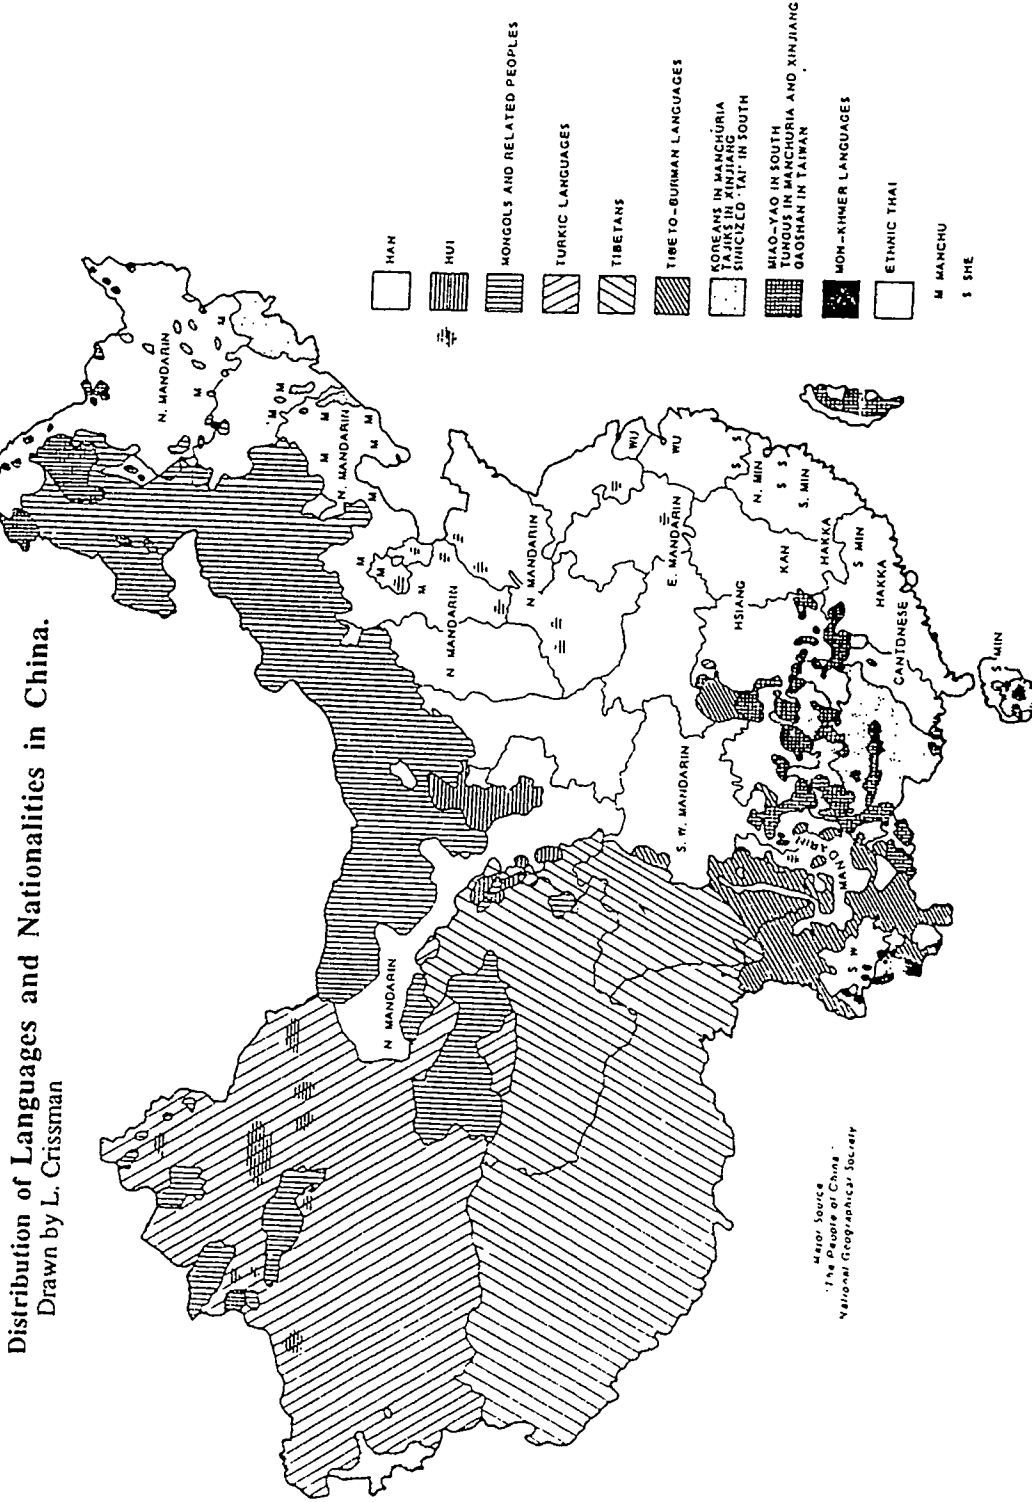 Distribution of Languages and Nationalities in China.
Drawn by L. Crissman
N. MANDARIN
M
M
M
M
N. MANDARIN
M
M
M
M
M
M
M
M
N MANDARIN
N MANDARIN
N MANDARIN
WU
WU
E. MANDARIN
S
S
N. MIN
S
S
S. MIN
KAN
HAKKA
S MIN
HSIANG
HAKKA
CANTONESE
S MIN
S. W. MANDARIN
S W MANDARIN
HAN
HUI
MONGOLS AND RELATED PEOPLES
TURKIC LANGUAGES
TIBETANS
TIBETO-BURMAN LANGUAGES
KOREANS IN MANCHURIA
TAJIKS IN XINJIANG
SINICIZED 'TAI' IN SOUTH
MIAO-YAO IN SOUTH
TUNGUS IN MANCHURIA AND XINJIANG
GAOSHAN IN TAIWAN
MON-KHMER LANGUAGES
ETHNIC THAI
M MANCHU
S SHE
Major Source
"The People of China"
National Geographical Society